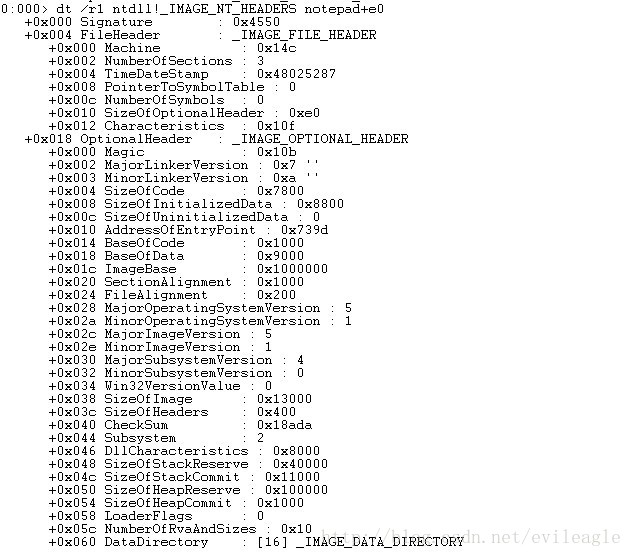 0:000> dt /r1 ntdll!_IMAGE_NT_HEADERS notepad+e0
+0x000 Signature : 0x4550
+0x004 FileHeader : _IMAGE_FILE_HEADER
+0x000 Machine : 0x14c
+0x002 NumberOfSections : 3
+0x004 TimeDateStamp : 0x48025287
+0x008 PointerToSymbolTable : 0
+0x00c NumberOfSymbols : 0
+0x010 SizeOfOptionalHeader : 0xe0
+0x012 Characteristics : 0x10f
+0x018 OptionalHeader : _IMAGE_OPTIONAL_HEADER
+0x000 Magic : 0x10b
+0x002 MajorLinkerVersion : 0x7 ''
+0x003 MinorLinkerVersion : 0xa ''
+0x004 SizeOfCode : 0x7800
+0x008 SizeOfInitializedData : 0x8800
+0x00c SizeOfUninitializedData : 0
+0x010 AddressOfEntryPoint : 0x739d
+0x014 BaseOfCode : 0x1000
+0x018 BaseOfData : 0x9000
+0x01c ImageBase : 0x1000000
+0x020 SectionAlignment : 0x1000
+0x024 FileAlignment : 0x200
+0x028 MajorOperatingSystemVersion : 5
+0x02a MinorOperatingSystemVersion : 1
+0x02c MajorImageVersion : 5
+0x02e MinorImageVersion : 1
+0x030 MajorSubsystemVersion : 4
+0x032 MinorSubsystemVersion : 0
+0x034 Win32VersionValue : 0
+0x038 SizeOfImage : 0x13000
+0x03c SizeOfHeaders : 0x400
+0x040 CheckSum : 0x18ada
+0x044 Subsystem : 2
+0x046 DllCharacteristics : 0x8000
+0x048 SizeOfStackReserve : 0x40000
+0x04c SizeOfStackCommit : 0x11000
+0x050 SizeOfHeapReserve : 0x100000
+0x054 SizeOfHeapCommit : 0x1000
+0x058 LoaderFlags : 0
+0x05c NumberOfRvaAndSizes : 0x10
+0x060 DataDirectory : [16] _IMAGE_DATA_DIRECTORY